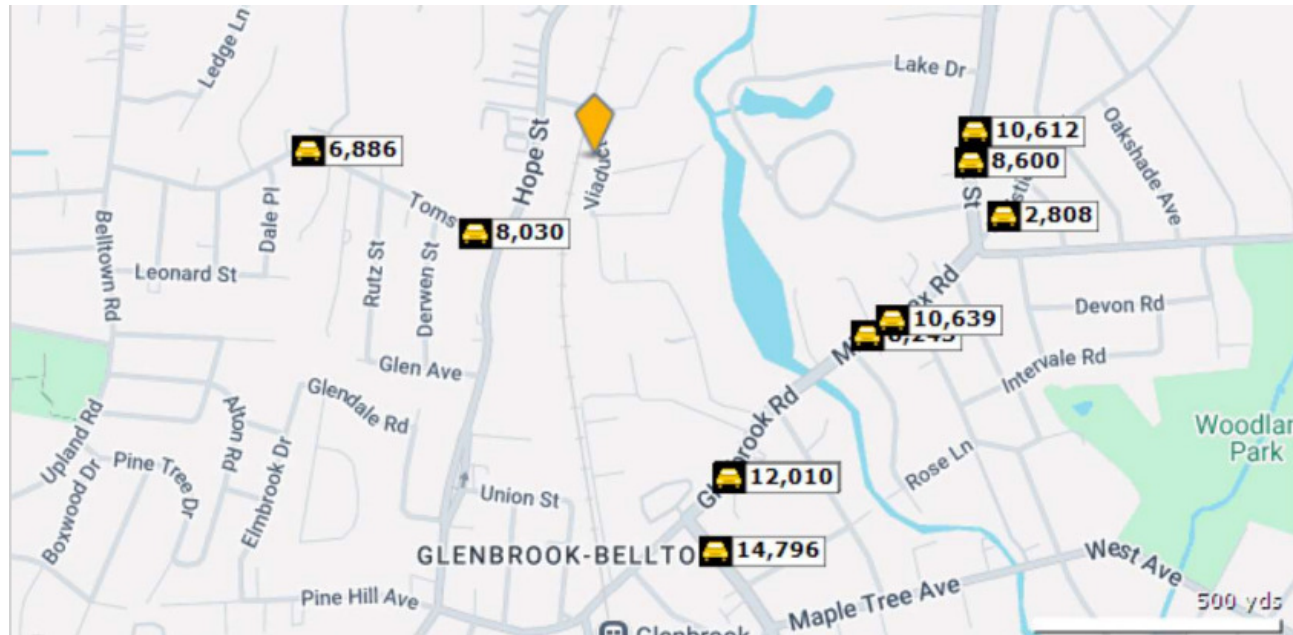 Ledge Ln
Lake Dr
Hope St
10,612
Oakshade Ave
6,886
8,600
Viaduct
St
Dale Pl
Toms
2,808
8,030
Belltown Rd
Leonard St
Rutz St
Derwen St
Devon Rd
10,639
Glen Ave
Intervale Rd
Glendale Rd
Upland Rd
Alton Rd
Glenbrook Rd
Woodlan
Park
Pine Tree Dr
Boxwood Dr
Elmbrook Dr
Rose Ln
12,010
Union St
GLENBROOK-BELLTO
14,796
West Ave
Pine Hill Ave
Maple Tree Ave
500 yds
Glenbrook